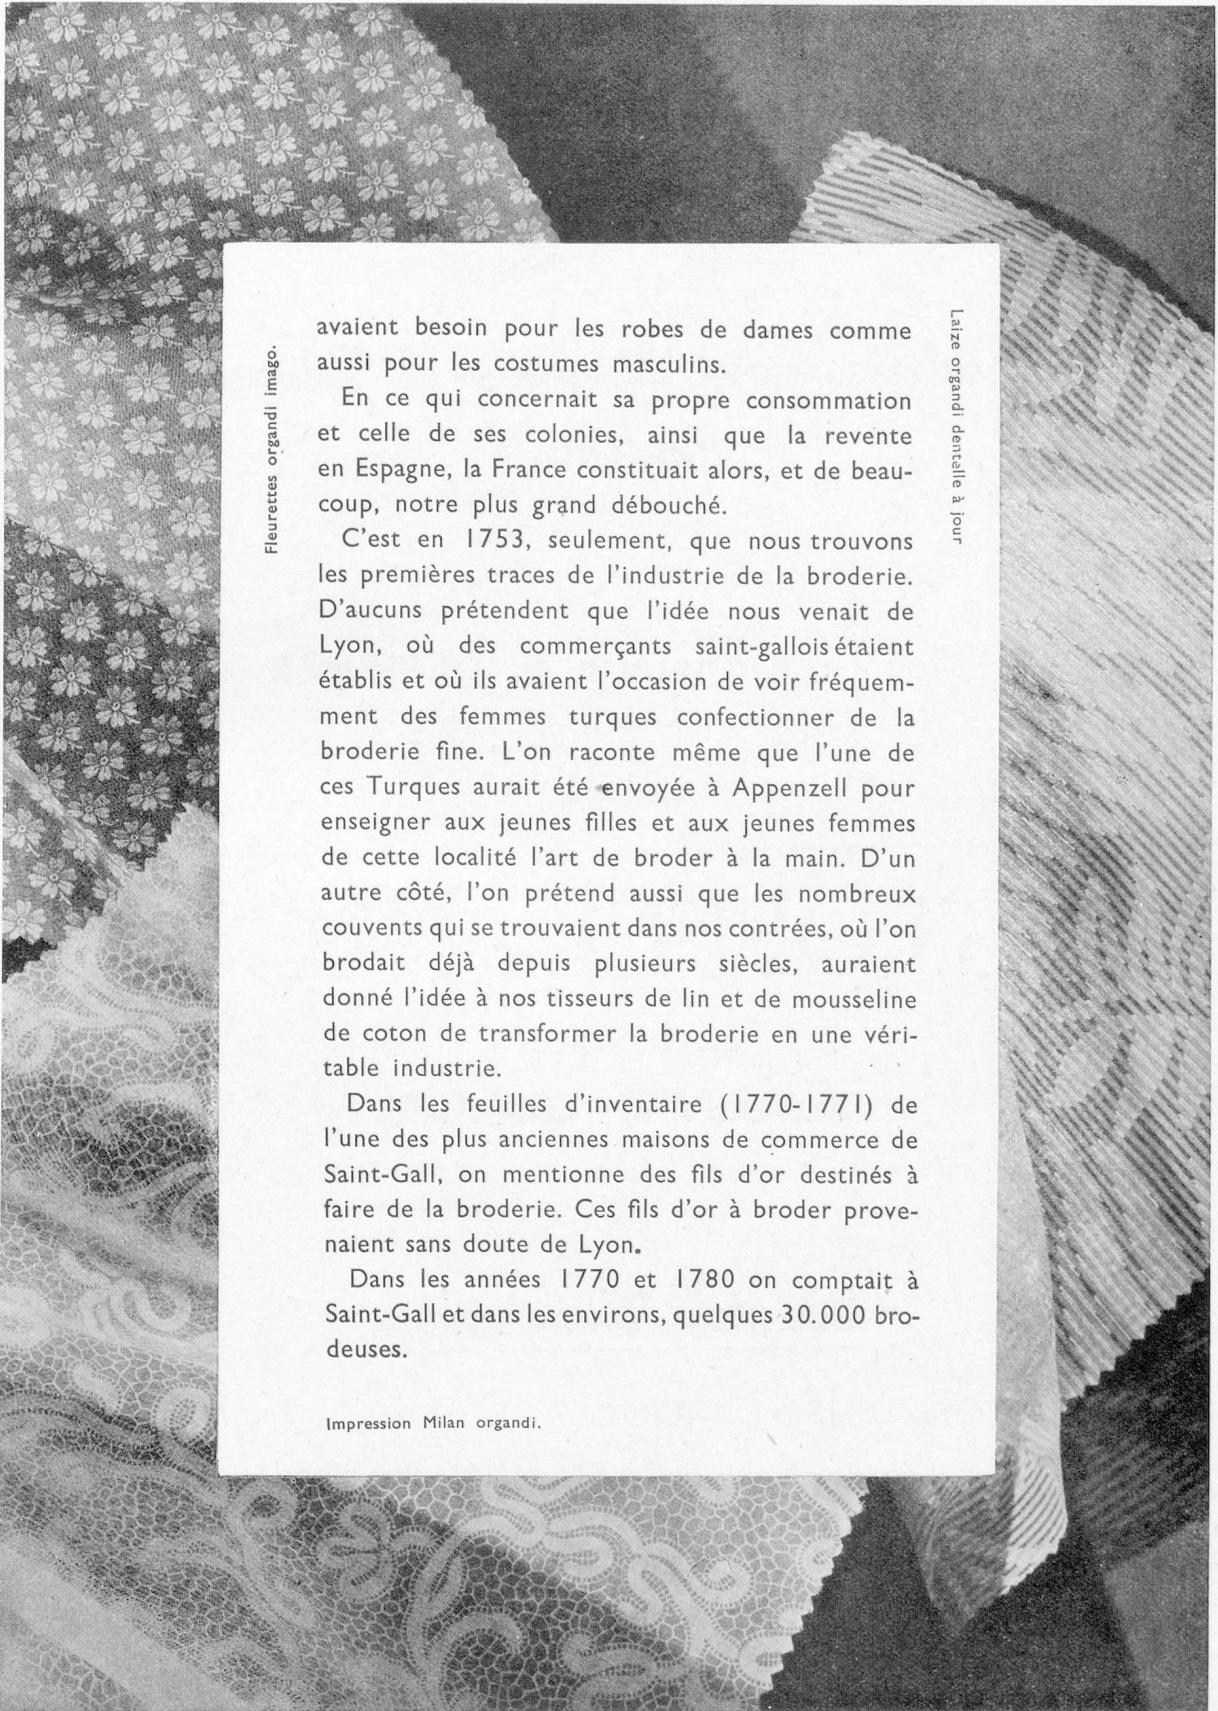 avaient besoin pour les robes de dames comme
aussi pour les costumes masculins.
En ce qui concernait sa propre consommation
et celle de ses colonies, ainsi que la revente
en Espagne, la France constituait alors, et de beau-
coup, notre plus grand débouché.
C'est en 1753, seulement, que nous trouvons
les premières traces de l'industrie de la broderie.
D'aucuns prétendent que l'idée nous venait de
Lyon, où des commerçants saint-gallois étaient
établis et où ils avaient l'occasion de voir fréquem-
ment des femmes turques confectionner de la
broderie fine. L'on raconte même que l'une de
ces Turques aurait été envoyée à Appenzell pour
enseigner aux jeunes filles et aux jeunes femmes
de cette localité l'art de broder à la main. D'un
autre côté, l'on prétend aussi que les nombreux
couvents qui se trouvaient dans nos contrées, où l'on
brodait déjà depuis plusieurs siècles, auraient
donné l'idée à nos tisseurs de lin et de mousseline
de coton de transformer la broderie en une véri-
table industrie.
Dans les feuilles d'inventaire (1770-1771) de
l'une des plus anciennes maisons de commerce de
Saint-Gall, on mentionne des fils d'or destinés à
faire de la broderie. Ces fils d'or à broder prove-
naient sans doute de Lyon.
Dans les années 1770 et 1780 on comptait à
Saint-Gall et dans les environs, quelques 30.000 bro-
deuses.
Impression Milan organdi.
Fleurettes organdi imago.
Laize organdi dentelle à jour